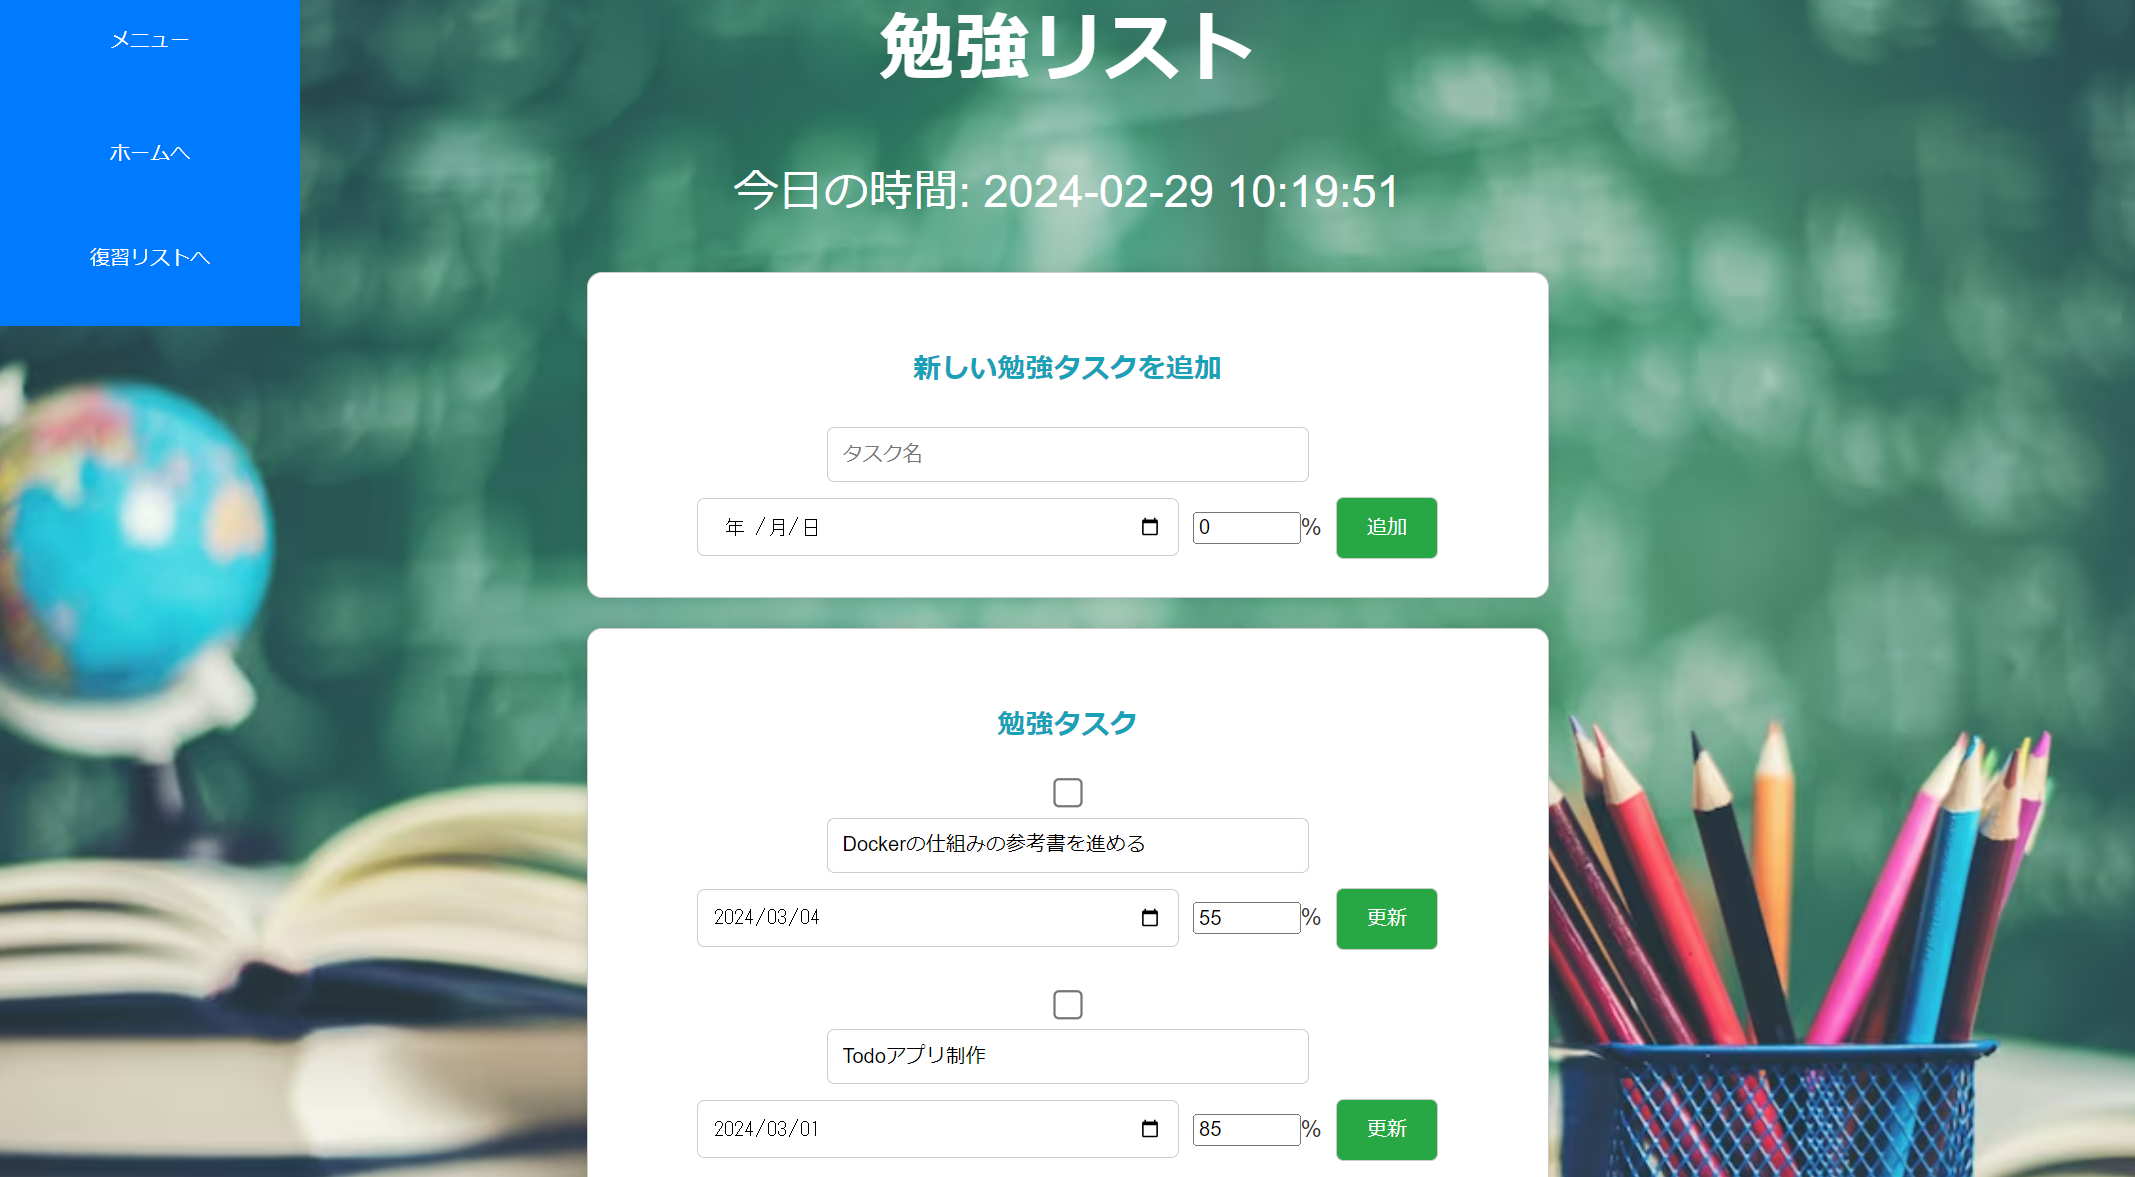 メニュー
ホームへ
復習リストへ
勉強リスト
今日の時間: 2024-02-29 10:19:51
新しい勉強タスクを追加
タスク名
年 /月/日
0 %
追加
勉強タスク
Dockerの仕組みの参考書を進める
2024/03/04
55 %
更新
Todoアプリ制作
2024/03/01
85 %
更新